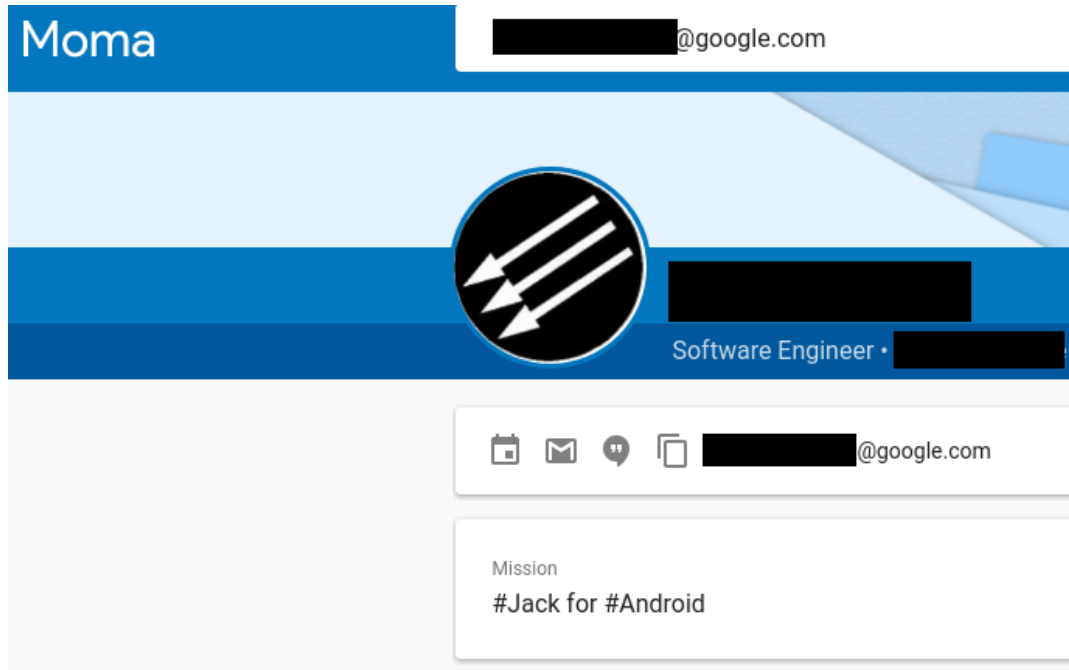 Moma
@google.com
Software Engineer •
@google.com
Mission
#Jack for #Android